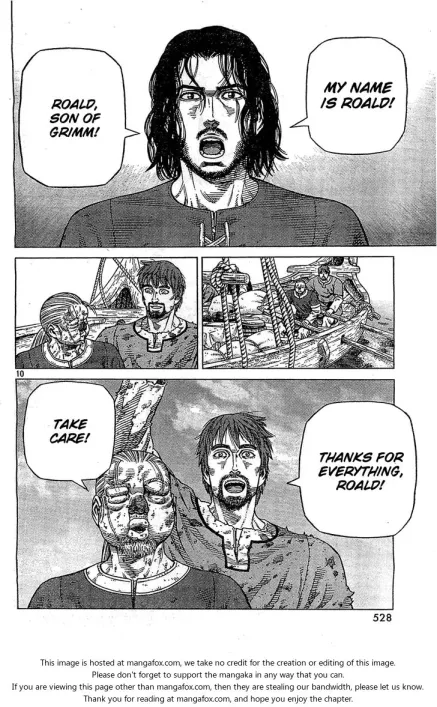 MY NAME
IS ROALD!
ROALD,
SON OF
GRIMM!
10
TAKE
CARE!
THANKS FOR
EVERYTHING,
ROALD!
528
This image is hosted at mangafox.com, we take no credit for the creation or editing of this image.
Please don't forget to support the mangaka in any way that you can.
If you are viewing this page other than mangafox.com, then they are stealing our bandwidth, please let us know.
Thank you for reading at mangafox.com, and hope you enjoy the chapter.